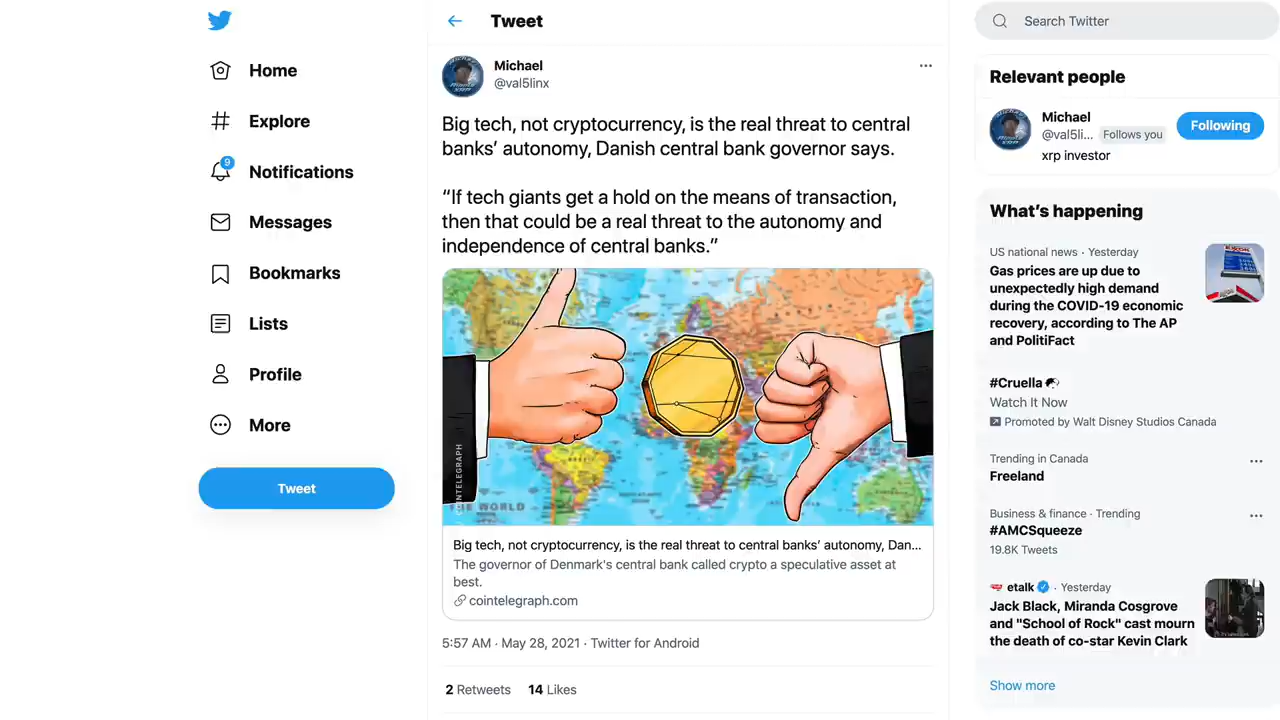 Home
Explore
9
Notifications
Messages
Bookmarks
Lists
Profile
More
Tweet
Tweet
Michael
@val5linx
Big tech, not cryptocurrency, is the real threat to central
banks’ autonomy, Danish central bank governor says.
“If tech giants get a hold on the means of transaction,
then that could be a real threat to the autonomy and
independence of central banks.”
COINTELEGRAPH
WORLD
BRAZIL
Big tech, not cryptocurrency, is the real threat to central banks’ autonomy, Dan...
The governor of Denmark's central bank called crypto a speculative asset at
best.
cointelegraph.com
5:57 AM · May 28, 2021 · Twitter for Android
2 Retweets 14 Likes
Search Twitter
Relevant people
Michael
@val5li... Follows you
Following
xrp investor
What’s happening
US national news · Yesterday
Gas prices are up due to
unexpectedly high demand
during the COVID-19 economic
recovery, according to The AP
and PolitiFact
#Cruella
Watch It Now
Promoted by Walt Disney Studios Canada
Trending in Canada
Freeland
Business & finance · Trending
#AMCSqueeze
19.8K Tweets
etalk · Yesterday
Jack Black, Miranda Cosgrove
and "School of Rock" cast mourn
the death of co-star Kevin Clark
Show more